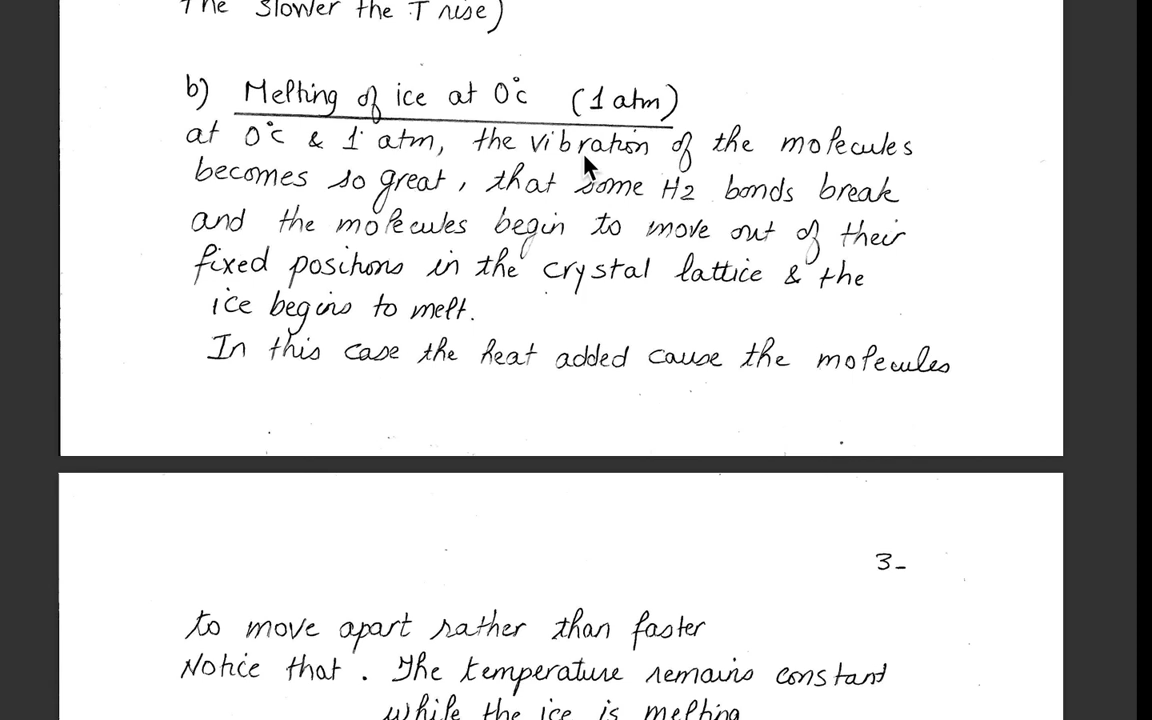 The slower the T rise)
b) Melting of ice at 0°c (1 atm)
at 0°c & 1 atm, the vibration of the molecules
becomes so great, that some H2 bonds break
and the molecules begin to move out of their
fixed positions in the crystal lattice & the
ice begins to melt.
In this case the heat added cause the molecules
3-
to move apart rather than faster
Notice that . The temperature remains constant
while the ice is melting